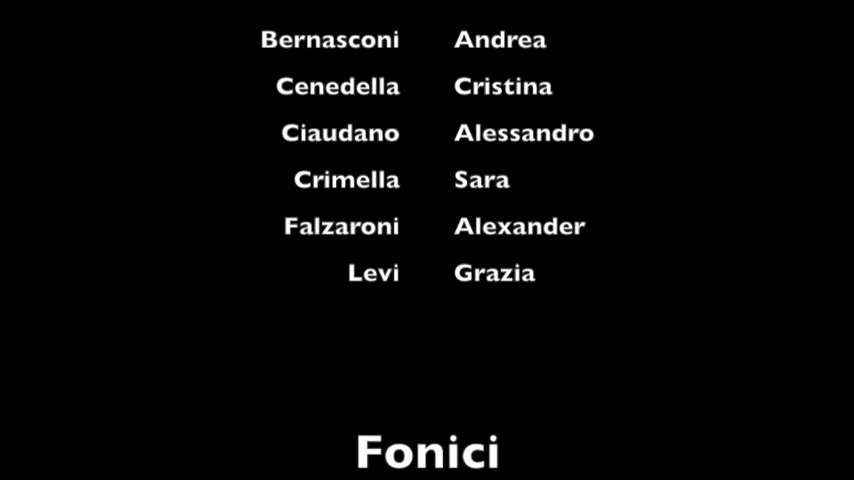 Bernasconi Andrea
Cenedella Cristina
Ciaudano Alessandro
Crimella Sara
Falzaroni Alexander
Levi Grazia
Fonici